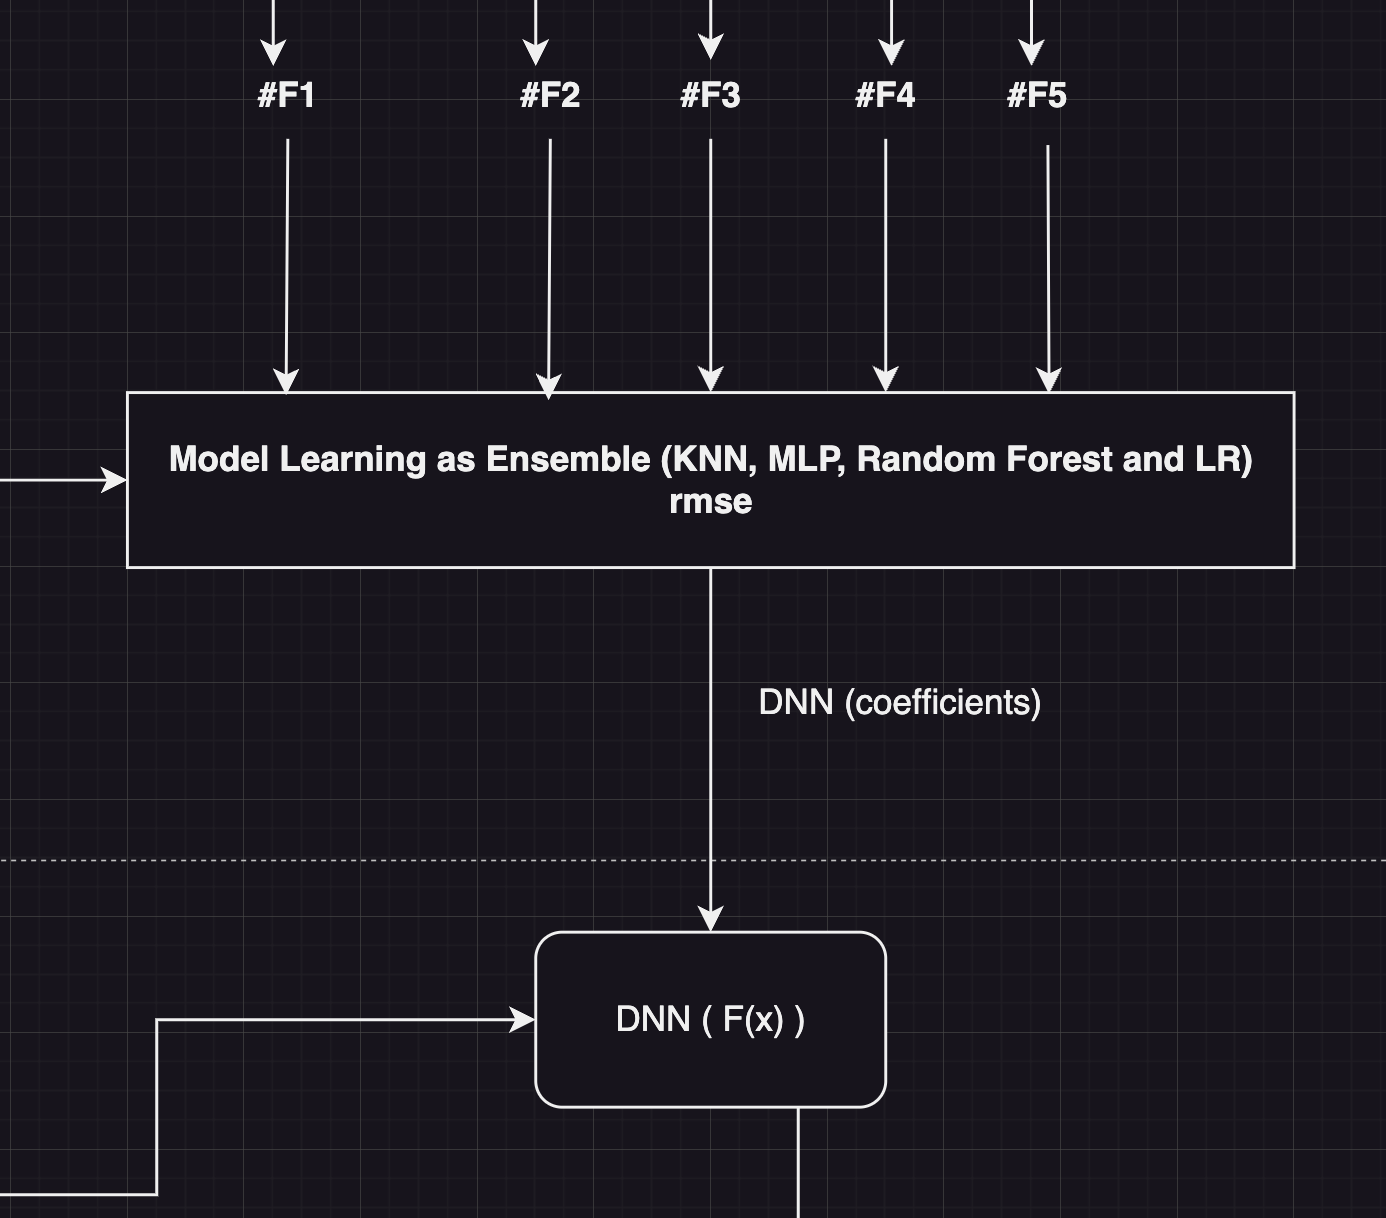 #F1 #F2 #F3 #F4 #F5
Model Learning as Ensemble (KNN, MLP, Random Forest and LR)
rmse
DNN (coefficients)
DNN ( F(x) )